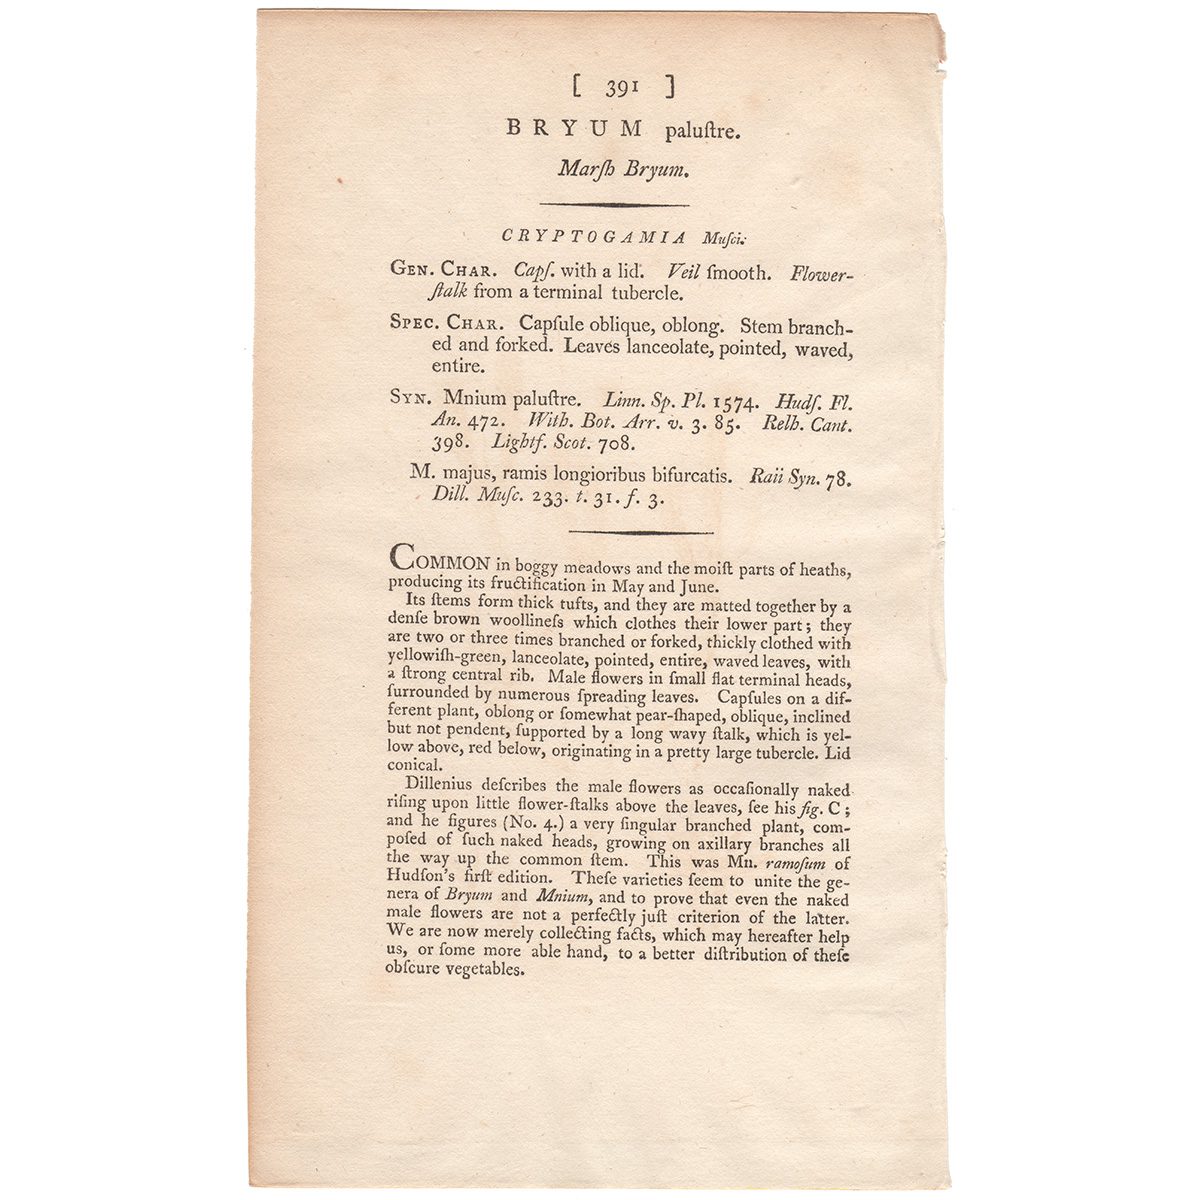 [ 391 ]
BRYUM paluſtre.
Marſh Bryum.
CRYPTOGAMIA Muſci.
GEN. CHAR. Capſ. with a lid. Veil ſmooth. Flower-
ſtalk from a terminal tubercle.
SPEC. CHAR. Capſule oblique, oblong. Stem branch-
ed and forked. Leaves lanceolate, pointed, waved,
entire.
SYN. Mnium paluſtre. Linn. Sp. Pl. 1574. Hudſ. Fl.
An. 472. With. Bot. Arr. v. 3. 85. Relh. Cant.
398. Lightf. Scot. 708.
M. majus, ramis longioribus bifurcatis. Raii Syn. 78.
Dill. Muſc. 233. t. 31. f. 3.
COMMON in boggy meadows and the moiſt parts of heaths,
producing its fructification in May and June.
Its ſtems form thick tufts, and they are matted together by a
denſe brown woollineſs which clothes their lower part; they
are two or three times branched or forked, thickly clothed with
yellowiſh-green, lanceolate, pointed, entire, waved leaves, with
a ſtrong central rib. Male flowers in ſmall flat terminal heads,
ſurrounded by numerous ſpreading leaves. Capſules on a dif-
ferent plant, oblong or ſomewhat pear-ſhaped, oblique, inclined
but not pendent, ſupported by a long wavy ſtalk, which is yel-
low above, red below, originating in a pretty large tubercle. Lid
conical.
Dillenius deſcribes the male flowers as occaſionally naked
riſing upon little flower-ſtalks above the leaves, ſee his fig. C;
and he figures (No. 4.) a very ſingular branched plant, com-
poſed of ſuch naked heads, growing on axillary branches all
the way up the common ſtem. This was Mn. ramosum of
Hudſon's firſt edition. Theſe varieties ſeem to unite the ge-
nera of Bryum and Mnium, and to prove that even the naked
male flowers are not a perfectly juſt criterion of the latter.
We are now merely collecting facts, which may hereafter help
us, or ſome more able hand, to a better diſtribution of theſe
obſcure vegetables.